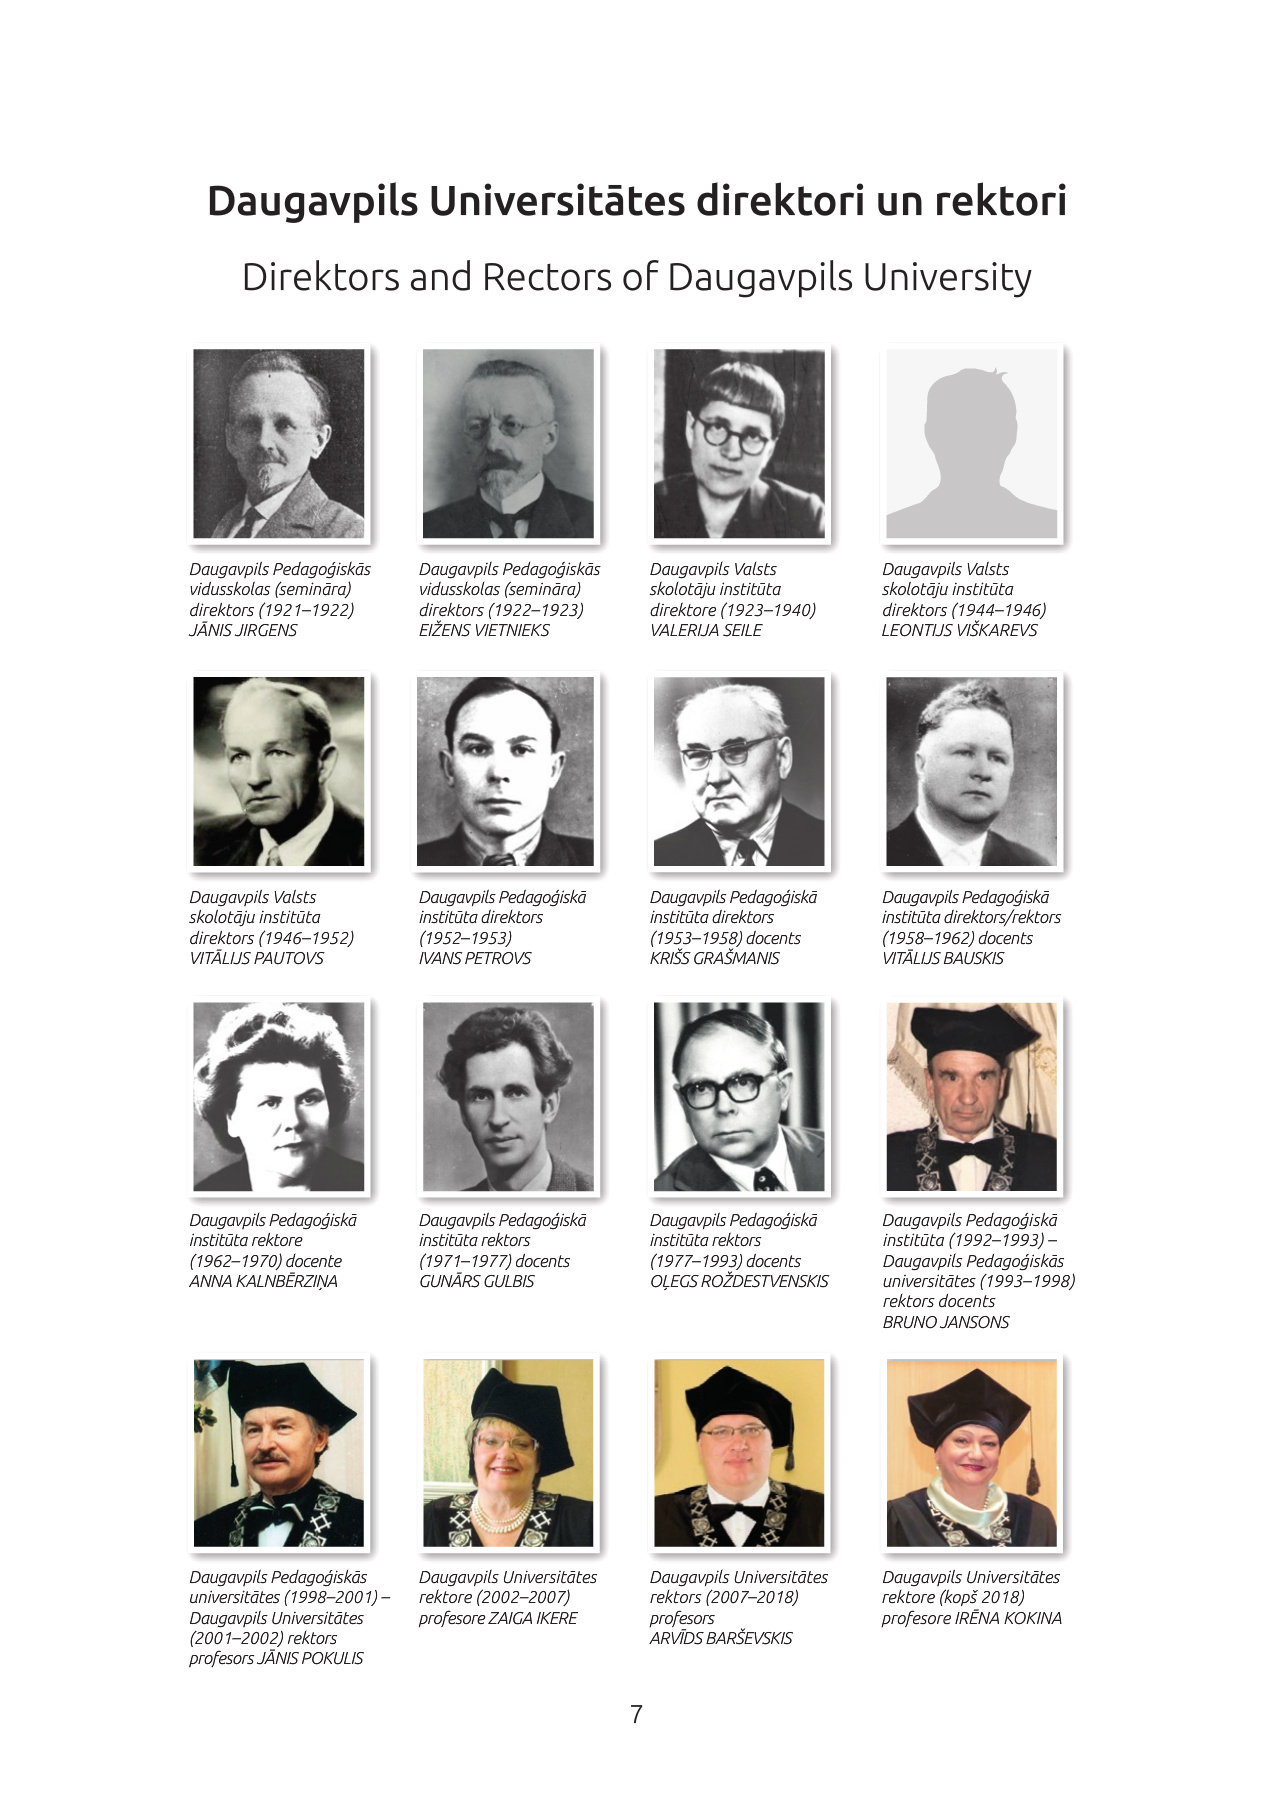 Daugavpils Universitātes direktori un rektori
Direktors and Rectors of Daugavpils University
Daugavpils Pedagoģiskās
vidusskolas (semināra)
direktors (1921–1922)
JĀNIS JIRGENS
Daugavpils Pedagoģiskās
vidusskolas (semināra)
direktors (1922–1923)
EIŽENS VIETNIEKS
Daugavpils Valsts
skolotāju institūta
direktore (1923–1940)
VALERIJA SEILE
Daugavpils Valsts
skolotāju institūta
direktors (1944–1946)
LEONTIJS VIŠKAREVS
Daugavpils Valsts
skolotāju institūta
direktors (1946–1952)
VITĀLIJS PAUTOVS
Daugavpils Pedagoģiskā
institūta direktors
(1952–1953)
IVANS PETROVS
Daugavpils Pedagoģiskā
institūta direktors
(1953–1958) docents
KRIŠS GRAŠMANIS
Daugavpils Pedagoģiskā
institūta direktors/rektors
(1958–1962) docents
VITĀLIJS BAUSKIS
Daugavpils Pedagoģiskā
institūta rektore
(1962–1970) docente
ANNA KALNBĒRZIŅA
Daugavpils Pedagoģiskā
institūta rektors
(1971–1977) docents
GUNĀRS GULBIS
Daugavpils Pedagoģiskā
institūta rektors
(1977–1993) docents
OĻEGS ROŽDESTVENSKIS
Daugavpils Pedagoģiskā
institūta (1992–1993) –
Daugavpils Pedagoģiskās
universitātes (1993–1998)
rektors docents
BRUNO JANSONS
Daugavpils Pedagoģiskās
universitātes (1998–2001) –
Daugavpils Universitātes
(2001–2002) rektors
profesors JĀNIS POKULIS
Daugavpils Universitātes
rektore (2002–2007)
profesore ZAIGA IKERE
Daugavpils Universitātes
rektors (2007–2018)
profesors
ARVĪDS BARŠEVSKIS
Daugavpils Universitātes
rektore (kopš 2018)
profesore IRĒNA KOKINA
7